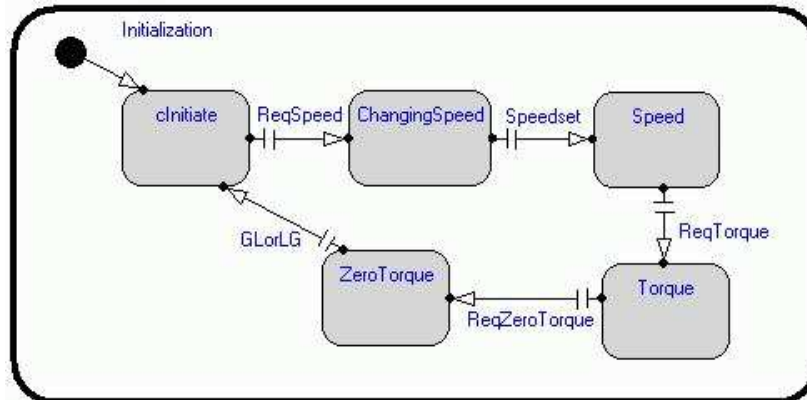 Initialization
cInitiate
ReqSpeed
ChangingSpeed
Speedset
Speed
ReqTorque
GLorLG
ZeroTorque
ReqZeroTorque
Torque